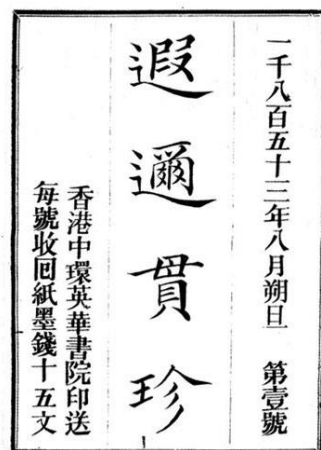 一千八百五十三年八月朔旦 第壹號
遐邇貫珍
香港中環英華書院印送
每號收回紙墨錢十五文